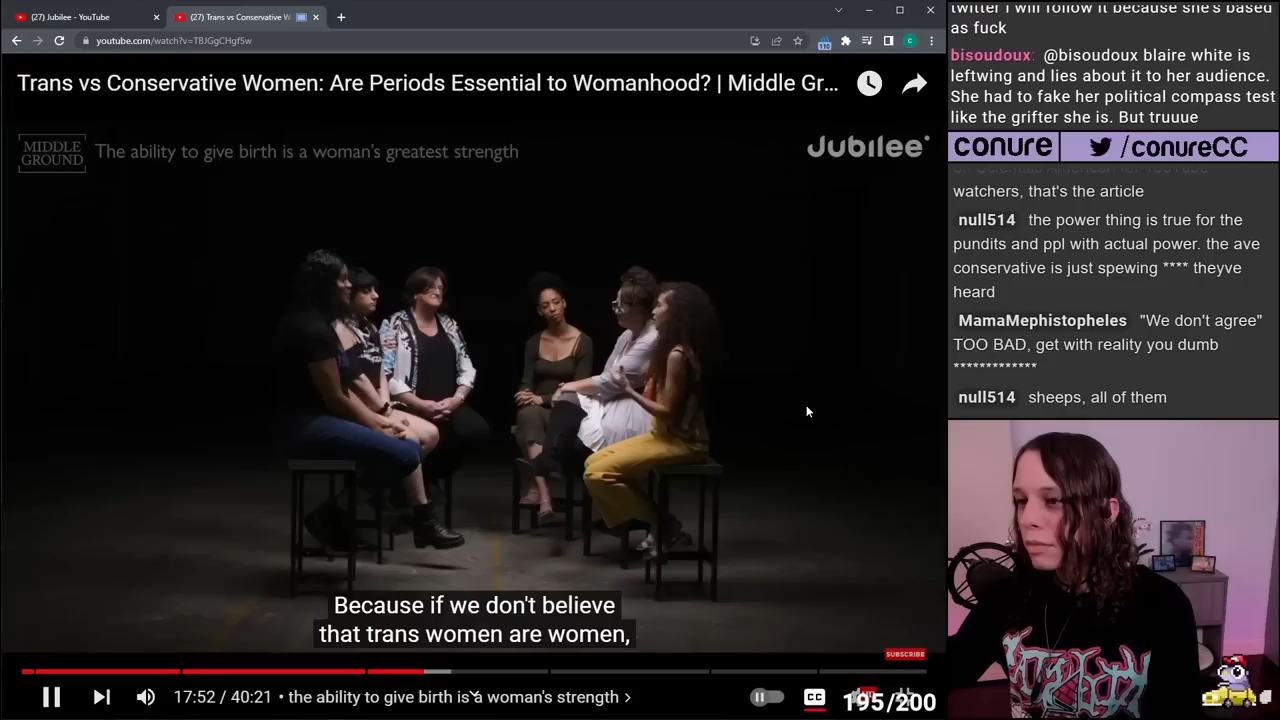 (27) Jubilee - YouTube
(27) Trans vs Conservative W
youtube.com/watch?v=TBJGgCHgf5w
Trans vs Conservative Women: Are Periods Essential to Womanhood? | Middle Gr...
MIDDLE
GROUND
The ability to give birth is a woman's greatest strength
Jubilee
Because if we don't believe
that trans women are women,
SUBSCRIBE
17:52 / 40:21 • the ability to give birth is a woman's strength
CC
195/200
twitter I will follow it because she's based
as fuck
bisoudoux: @bisoudoux blaire white is
leftwing and lies about it to her audience.
She had to fake her political compass test
like the grifter she is. But truuue
conure
/conureCC
watchers, that's the article
null514 the power thing is true for the
pundits and ppl with actual power. the ave
conservative is just spewing **** theyve
heard
MamaMephistopheles "We don't agree"
TOO BAD, get with reality you dumb
*************
null514 sheeps, all of them